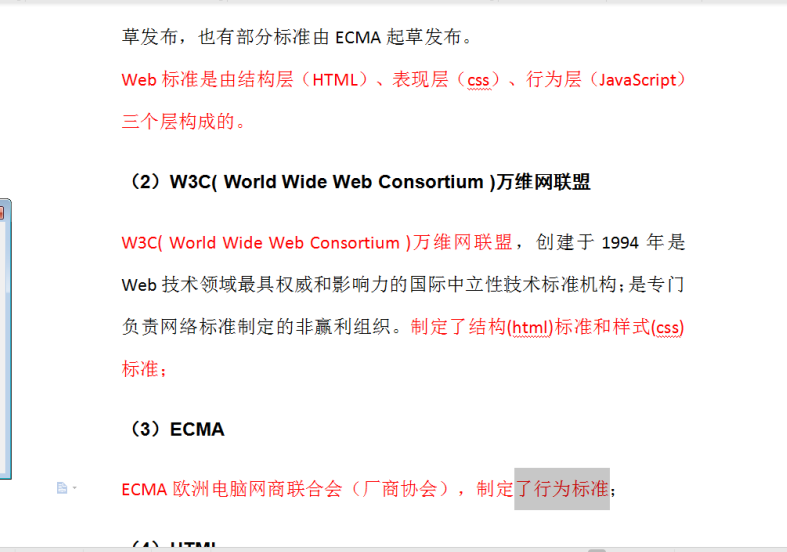 草发布，也有部分标准由 ECMA 起草发布。
Web 标准是由结构层（HTML）、表现层（css）、行为层（JavaScript）
三个层构成的。
（2）W3C( World Wide Web Consortium )万维网联盟
W3C( World Wide Web Consortium )万维网联盟，创建于 1994 年是
Web 技术领域最具权威和影响力的国际中立性技术标准机构；是专门
负责网络标准制定的非赢利组织。制定了结构(html)标准和样式(css)
标准；
（3）ECMA
ECMA 欧洲电脑网商联合会（厂商协会），制定了行为标准；
（4）HTML